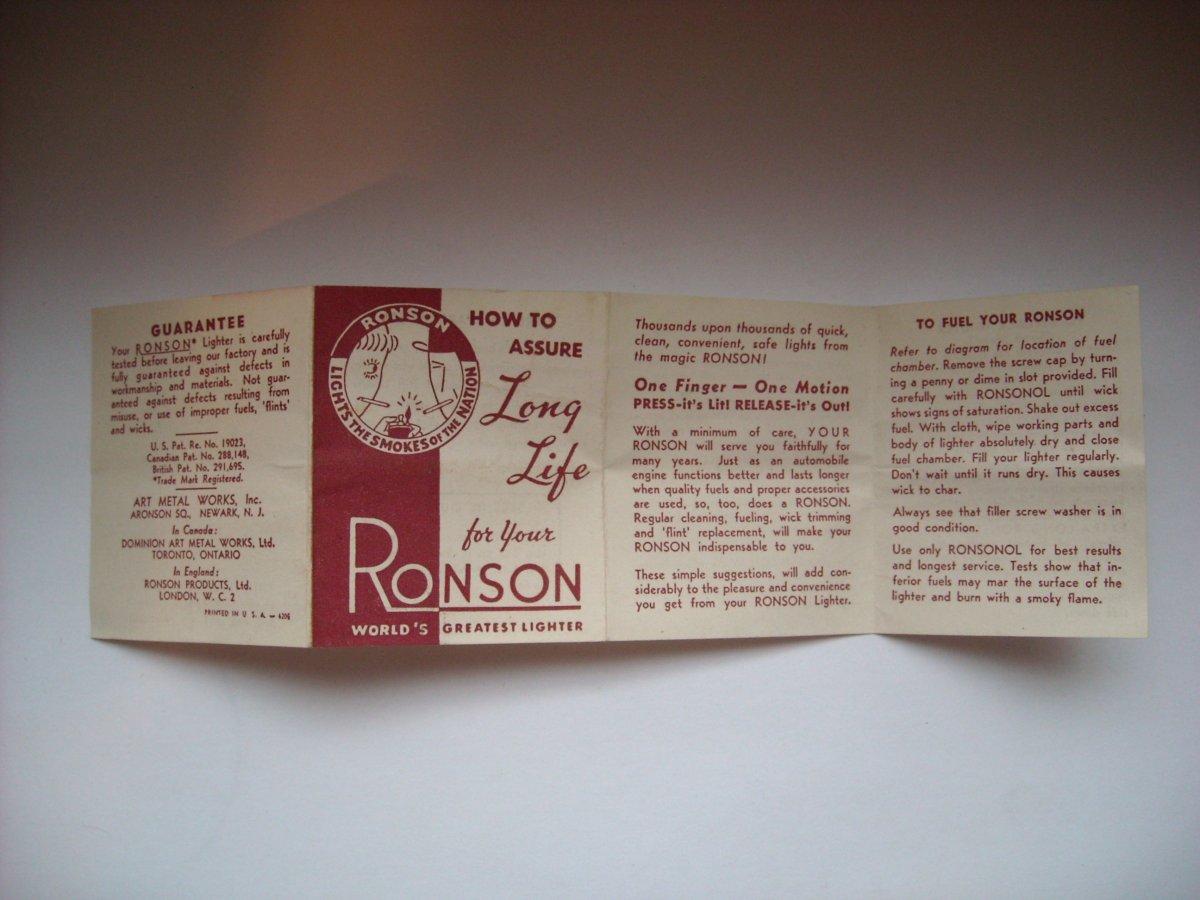 GUARANTEE
Your RONSON* Lighter is carefully
tested before leaving our factory and is
fully guaranteed against defects in
workmanship and materials. Not guar-
anteed against defects resulting from
misuse, or use of improper fuels, 'flints'
and wicks.
U. S. Pat. Re. No. 19023,
Canadian Pat. No. 288,148,
British Pat. No. 291,695.
*Trade Mark Registered.
ART METAL WORKS, Inc.
ARONSON SQ., NEWARK, N. J.
In Canada:
DOMINION ART METAL WORKS, Ltd.
TORONTO, ONTARIO
In England:
RONSON PRODUCTS, Ltd.
LONDON, W. C. 2
PRINTED IN U. S. A. — 4206
RONSON
LIGHTS THE SMOKES OF THE NATION
HOW TO
ASSURE
Long
Life
for Your
RONSON
WORLD'S GREATEST LIGHTER
Thousands upon thousands of quick,
clean, convenient, safe lights from
the magic RONSON!
One Finger — One Motion
PRESS-it's Lit! RELEASE-it's Out!
With a minimum of care, YOUR
RONSON will serve you faithfully for
many years. Just as an automobile
engine functions better and lasts longer
when quality fuels and proper accessories
are used, so, too, does a RONSON.
Regular cleaning, fueling, wick trimming
and 'flint' replacement, will make your
RONSON indispensable to you.
These simple suggestions, will add con-
siderably to the pleasure and convenience
you get from your RONSON Lighter.
TO FUEL YOUR RONSON
Refer to diagram for location of fuel
chamber. Remove the screw cap by turn-
ing a penny or dime in slot provided. Fill
carefully with RONSONOL until wick
shows signs of saturation. Shake out excess
fuel. With cloth, wipe working parts and
body of lighter absolutely dry and close
fuel chamber. Fill your lighter regularly.
Don't wait until it runs dry. This causes
wick to char.
Always see that filler screw washer is in
good condition.
Use only RONSONOL for best results
and longest service. Tests show that in-
ferior fuels may mar the surface of the
lighter and burn with a smoky flame.